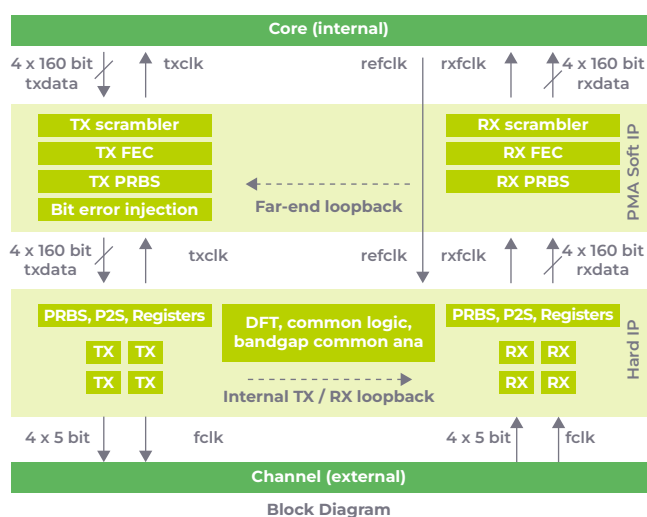 Core (internal)
4 x 160 bit
txdata
txclk
refclk
rxfclk
4 x 160 bit
rxdata
TX scrambler
TX FEC
TX PRBS
Bit error injection
Far-end loopback
RX scrambler
RX FEC
RX PRBS
PMA Soft IP
4 x 160 bit
txdata
txclk
refclk
rxfclk
4 x 160 bit
rxdata
PRBS, P2S, Registers
TX TX
TX TX
DFT, common logic,
bandgap common ana
Internal TX / RX loopback
PRBS, P2S, Registers
RX RX
RX RX
Hard IP
4 x 5 bit
fclk
4 x 5 bit
fclk
Channel (external)
Block Diagram